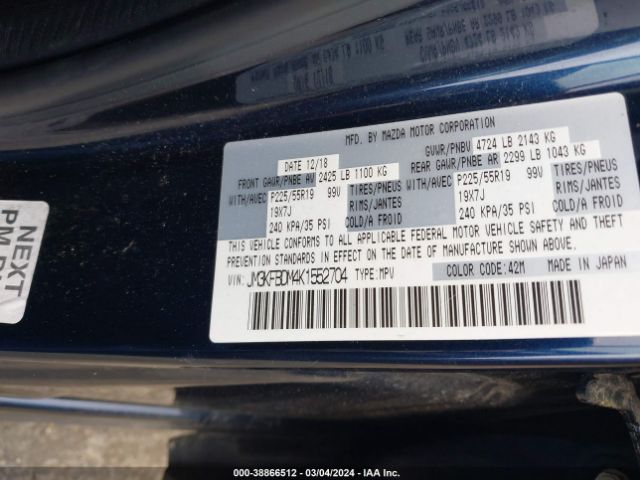 MFD. BY MAZDA MOTOR CORPORATION
DATE 12/18 GVWR/PNBV 4724 LB 2143 KG
FRONT GAWR/PNBE AV 2425 LB 1100 KG REAR GAWR/PNBE AR 2299 LB 1043 KG
WITH/AVEC P225/55R19 99V TIRES/PNEUS WITH/AVEC P225/55R19 99V TIRES/PNEUS
19X7J RIMS/JANTES 19X7J RIMS/JANTES
240 KPA/35 PSI COLD/A FROID 240 KPA/35 PSI COLD/A FROID
THIS VEHICLE CONFORMS TO ALL APPLICABLE FEDERAL MOTOR VEHICLE SAFETY AND THEFT
PREVENTION STANDARDS IN EFFECT ON THE DATE OF MANUFACTURE SHOWN ABOVE.
VIN: JM3KFBDM4K1552704 TYPE:MPV COLOR CODE:42M MADE IN JAPAN
NEXT
PM
000-38866512 - 03/04/2024 - IAA Inc.